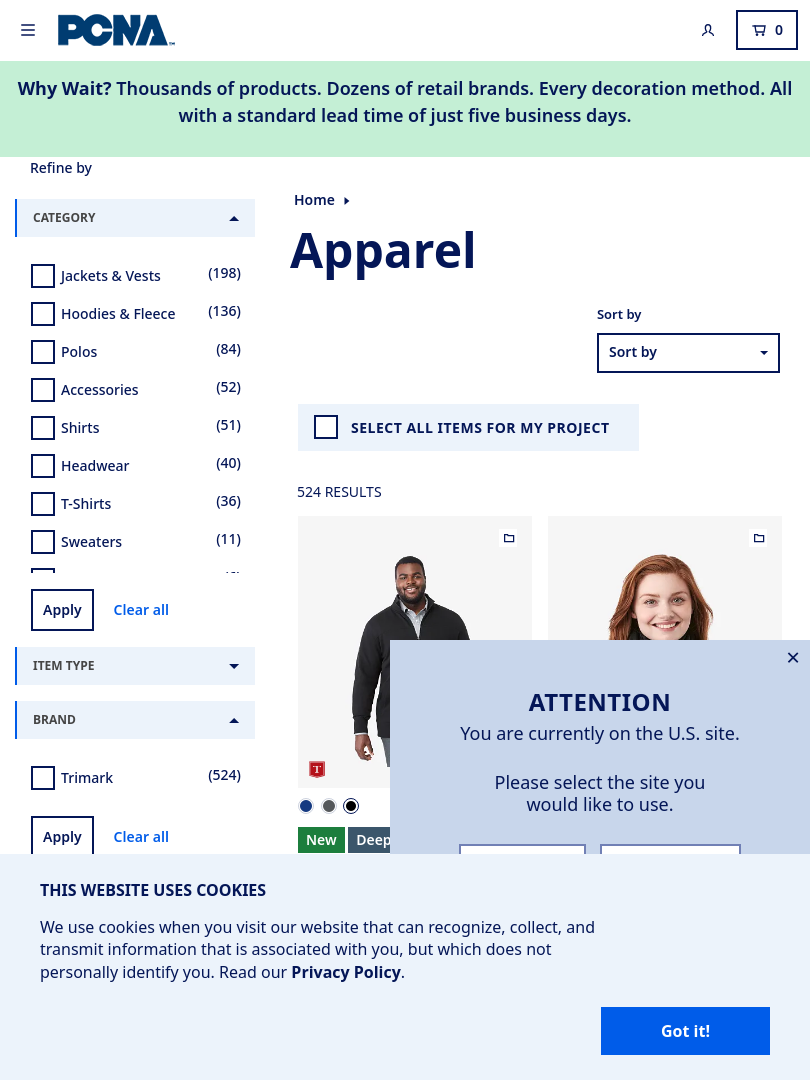 PCNA
0
Why Wait? Thousands of products. Dozens of retail brands. Every decoration method. All
with a standard lead time of just five business days.
Refine by
CATEGORY
Jackets & Vests (198)
Hoodies & Fleece (136)
Polos (84)
Accessories (52)
Shirts (51)
Headwear (40)
T-Shirts (36)
Sweaters (11)
Apply Clear all
ITEM TYPE
BRAND
Trimark (524)
Apply Clear all
Home
Apparel
Sort by
Sort by
SELECT ALL ITEMS FOR MY PROJECT
524 RESULTS
T
New Deep
ATTENTION
You are currently on the U.S. site.
Please select the site you
would like to use.
THIS WEBSITE USES COOKIES
We use cookies when you visit our website that can recognize, collect, and
transmit information that is associated with you, but which does not
personally identify you. Read our Privacy Policy.
Got it!